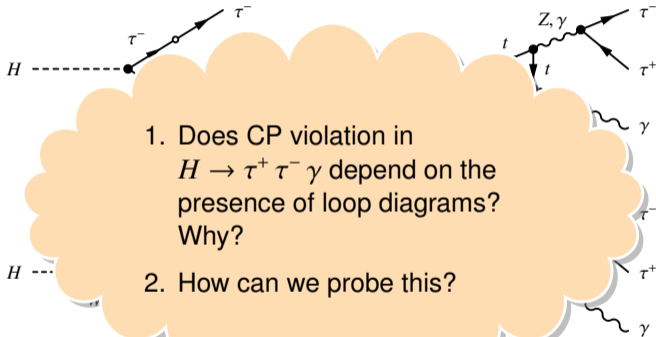 τ⁻
τ⁻
H
Z, γ
t
t
τ⁻
τ⁺
γ
1. Does CP violation in
H → τ⁺ τ⁻ γ depend on the
presence of loop diagrams?
Why?
τ⁻
H
2. How can we probe this?
τ⁺
γ